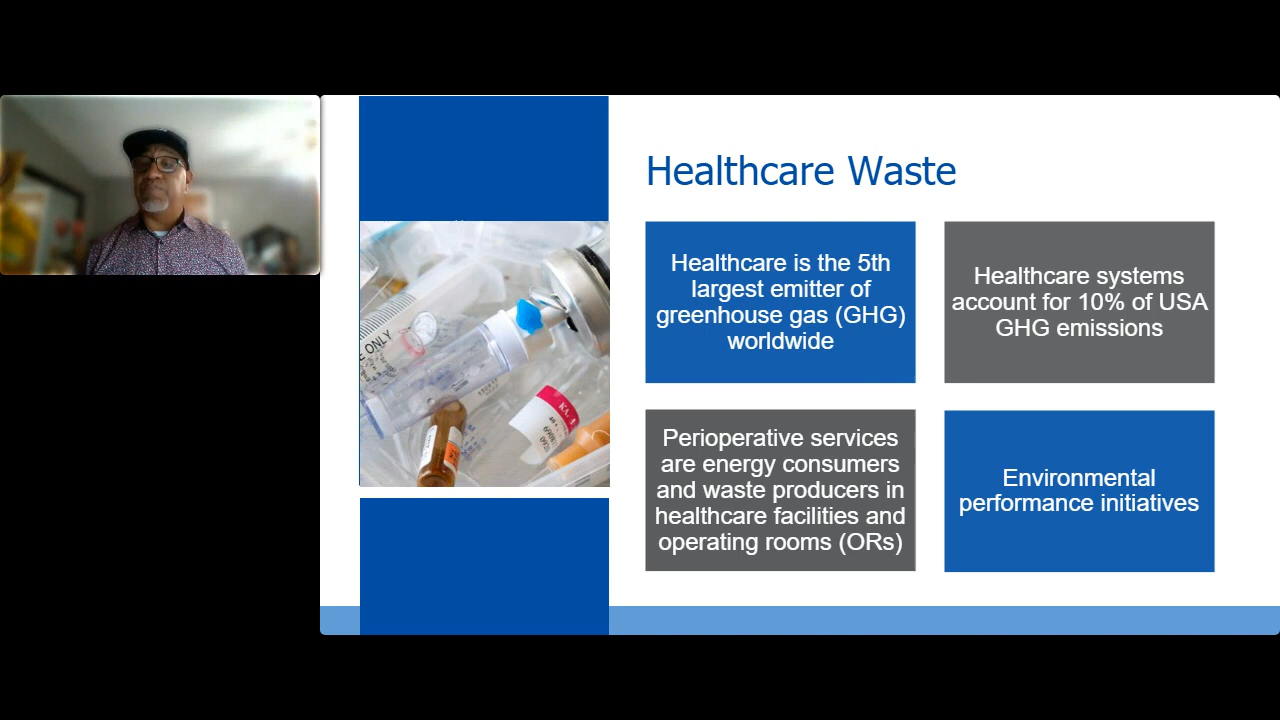 Healthcare Waste
Healthcare is the 5th
largest emitter of
greenhouse gas (GHG)
worldwide
Healthcare systems
account for 10% of USA
GHG emissions
Perioperative services
are energy consumers
and waste producers in
healthcare facilities and
operating rooms (ORs)
Environmental
performance initiatives
ONLY